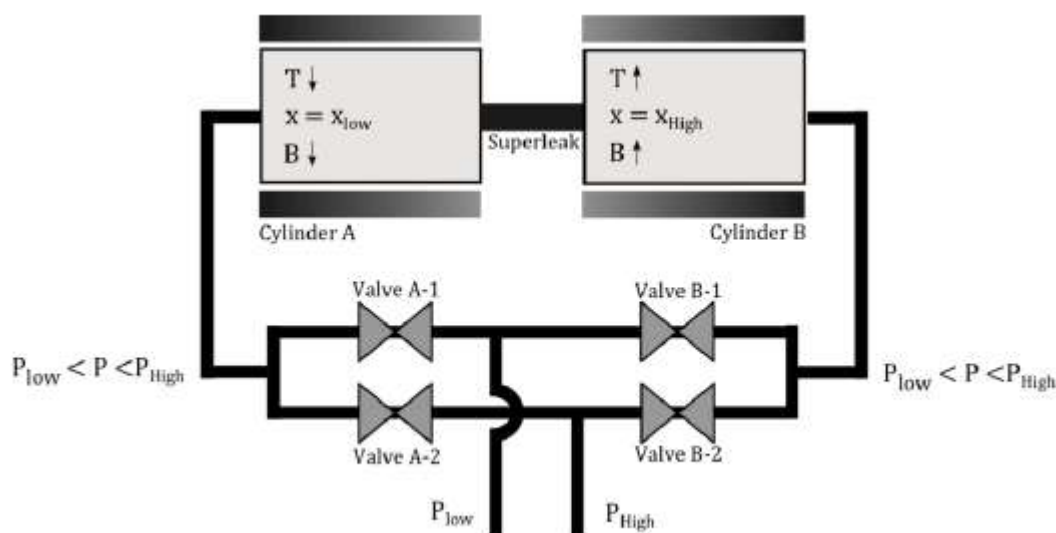 T ↓
x = x_low
B ↓
Superleak
T ↑
x = x_High
B ↑
Cylinder A
Cylinder B
Valve A-1
Valve B-1
P_low < P < P_High
P_low < P < P_High
Valve A-2
Valve B-2
P_low
P_High